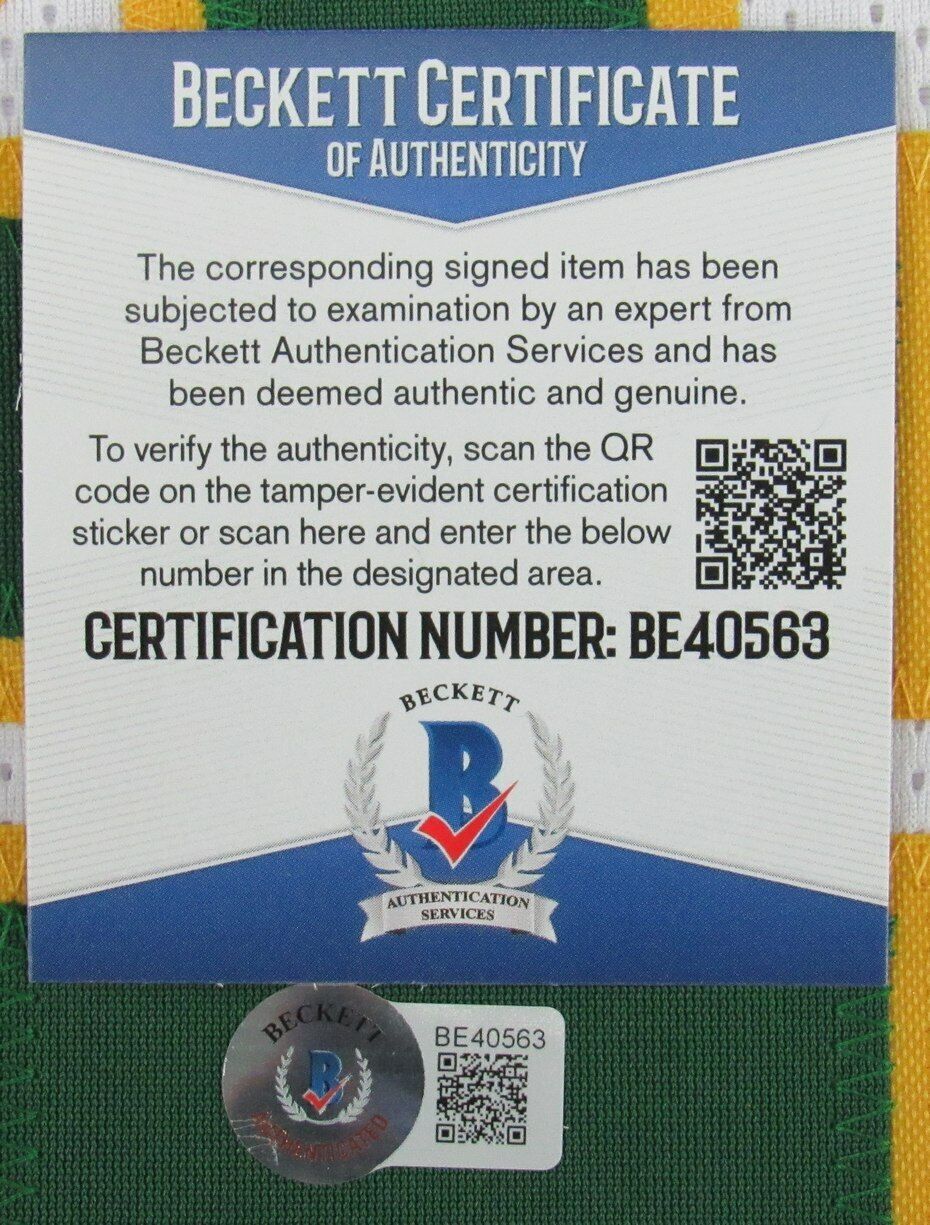 BECKETT CERTIFICATE
OF AUTHENTICITY
The corresponding signed item has been
subjected to examination by an expert from
Beckett Authentication Services and has
been deemed authentic and genuine.
To verify the authenticity, scan the QR
code on the tamper-evident certification
sticker or scan here and enter the below
number in the designated area.
CERTIFICATION NUMBER: BE40563
BECKETT
B
AUTHENTICATION
SERVICES
BECKETT
B
AUTHENTICATED
BE40563